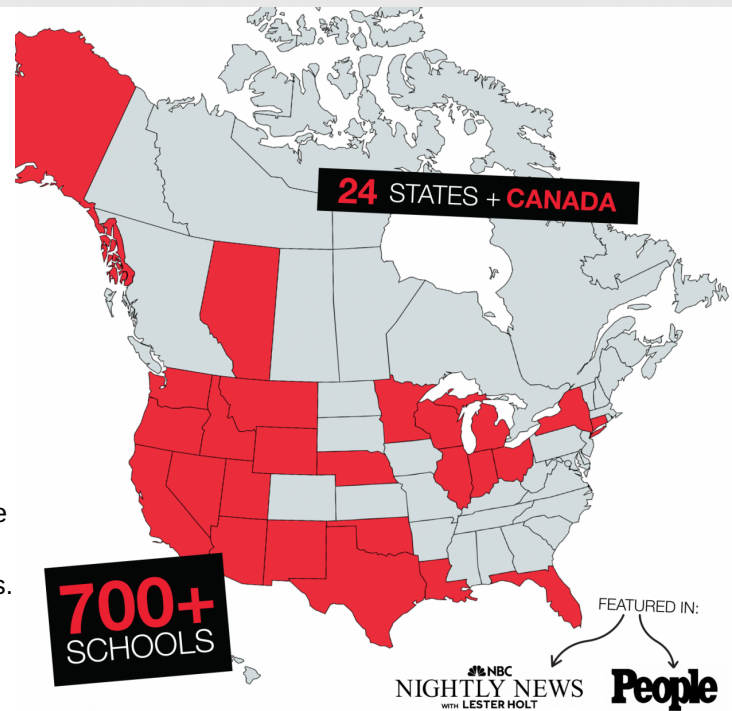 24 STATES + CANADA
e
s.
700+
SCHOOLS
FEATURED IN:
NBC
NIGHTLY NEWS
WITH LESTER HOLT
People